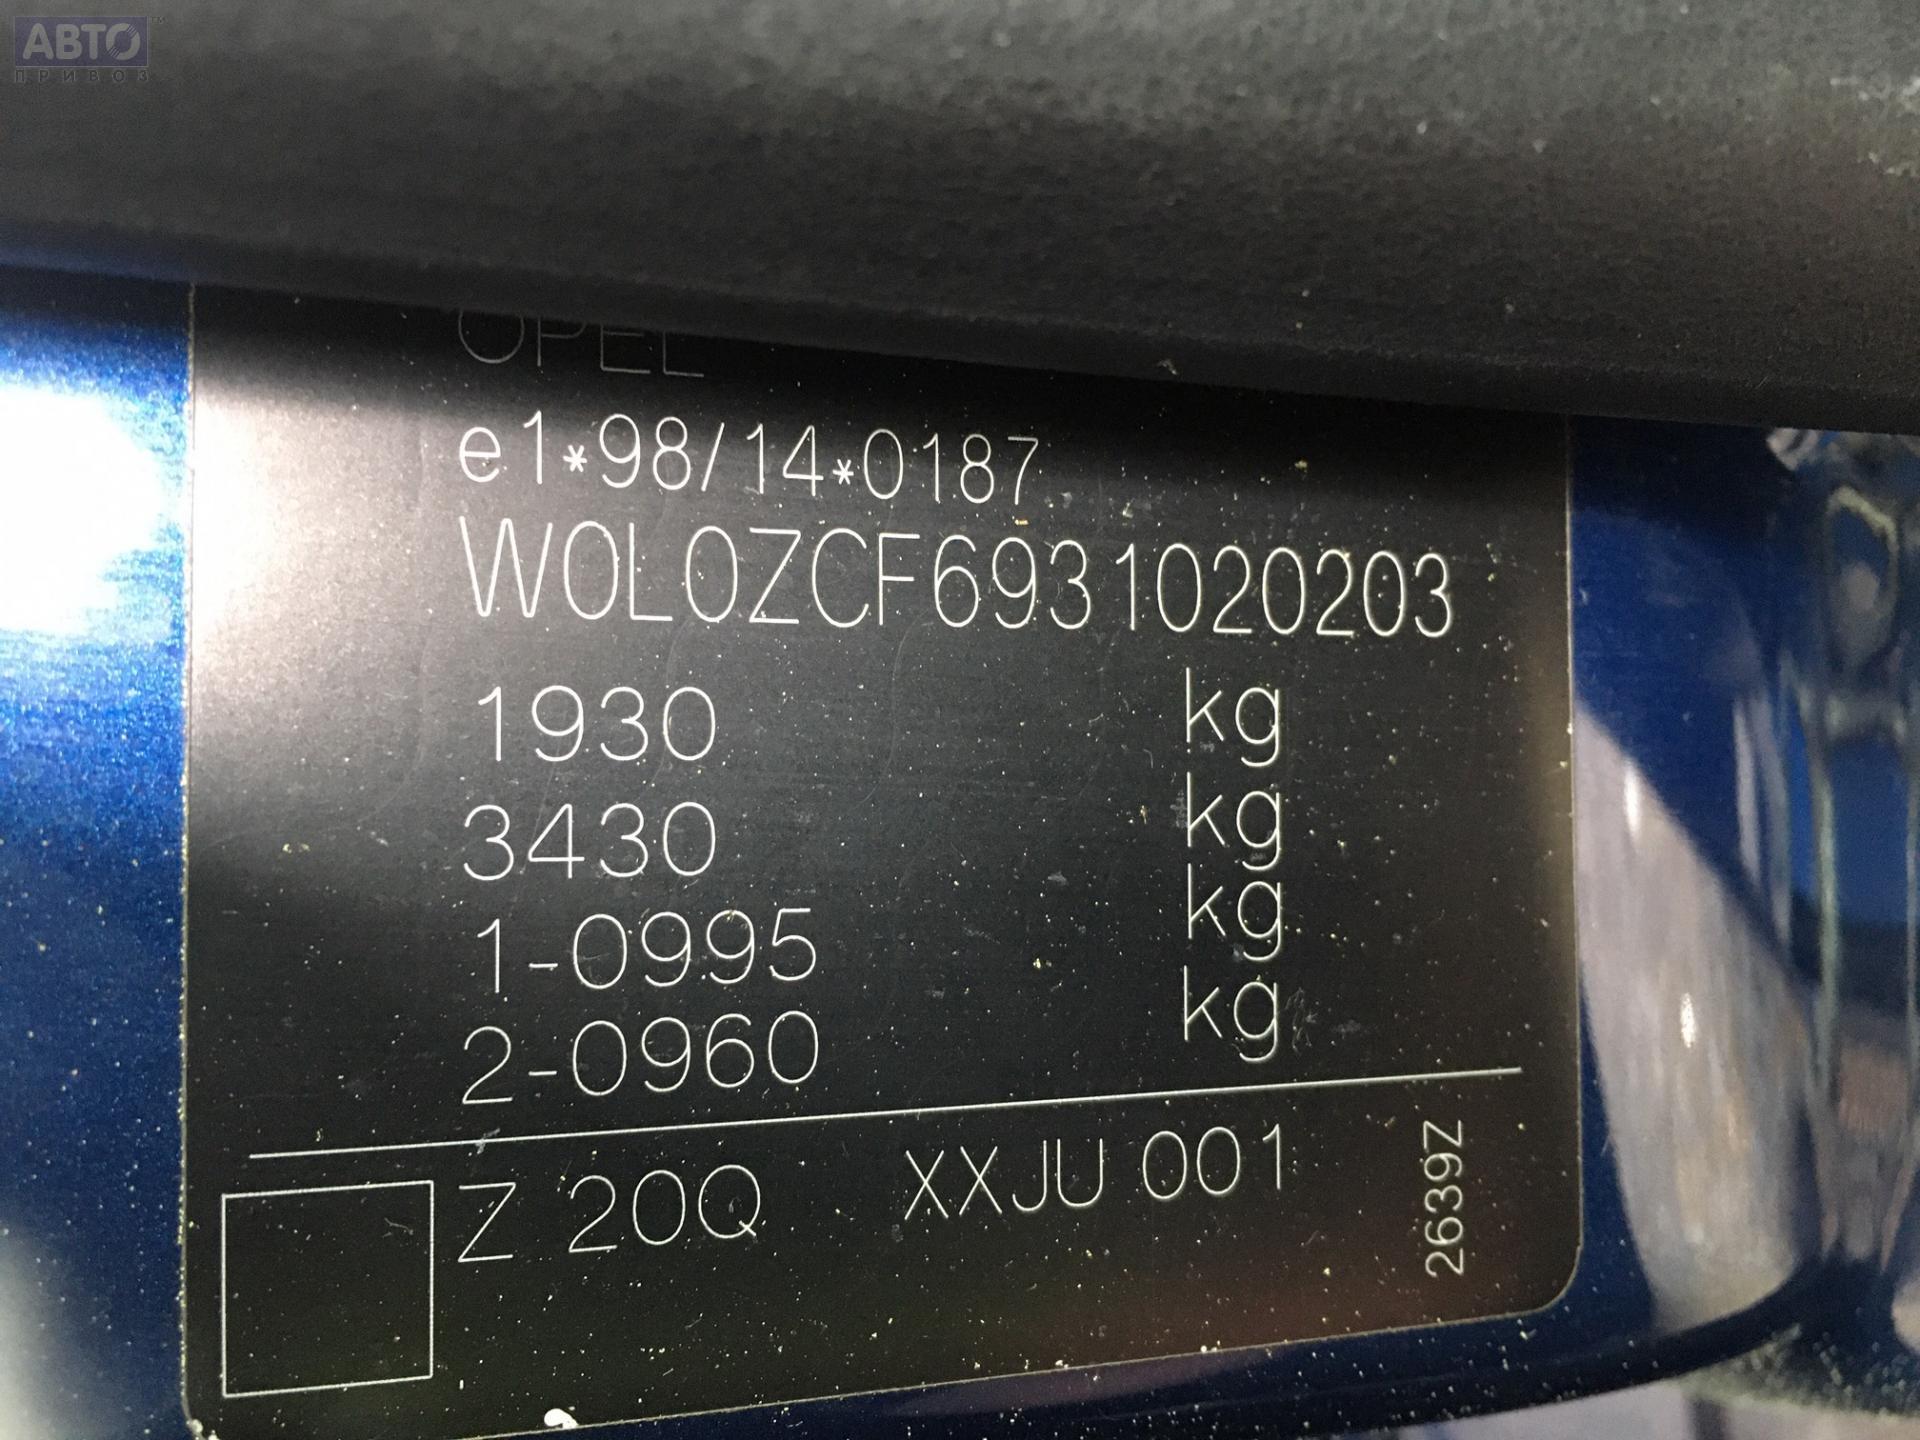 АВТО
ПРИВОЗ
OPEL
e1*98/14*0187
W0L0ZCF6931020203
1930 kg
3430 kg
1-0995 kg
2-0960 kg
Z 20Q XXJU 001
2639Z